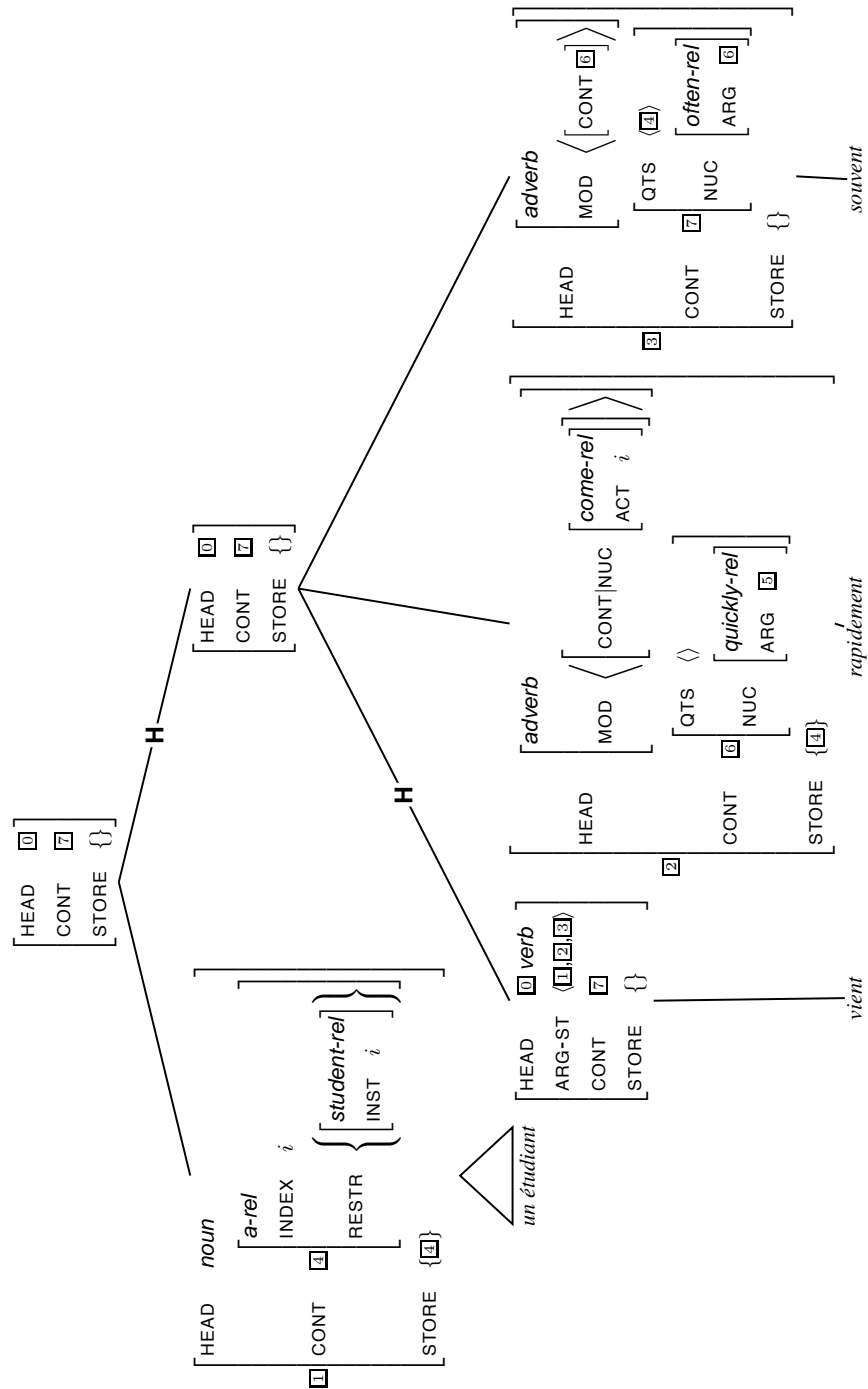 HEAD 0
CONT 7
STORE {}
H
1
HEAD noun
CONT 4
a-rel
INDEX i
RESTR { student-rel
INST i }
STORE {4}
HEAD 0
CONT 7
STORE {}
un étudiant
H
HEAD 0 verb
ARG-ST ⟨1,2,3⟩
CONT 7
STORE {}
2
HEAD
adverb
MOD ⟨ CONT|NUC
come-rel
ACT i ⟩
CONT 6
QTS ⟨⟩
NUC
quickly-rel
ARG 5
STORE {4}
3
HEAD
adverb
MOD ⟨ [CONT 6] ⟩
CONT 7
QTS ⟨4⟩
NUC
often-rel
ARG 6
STORE {}
vient
rapidement
souvent